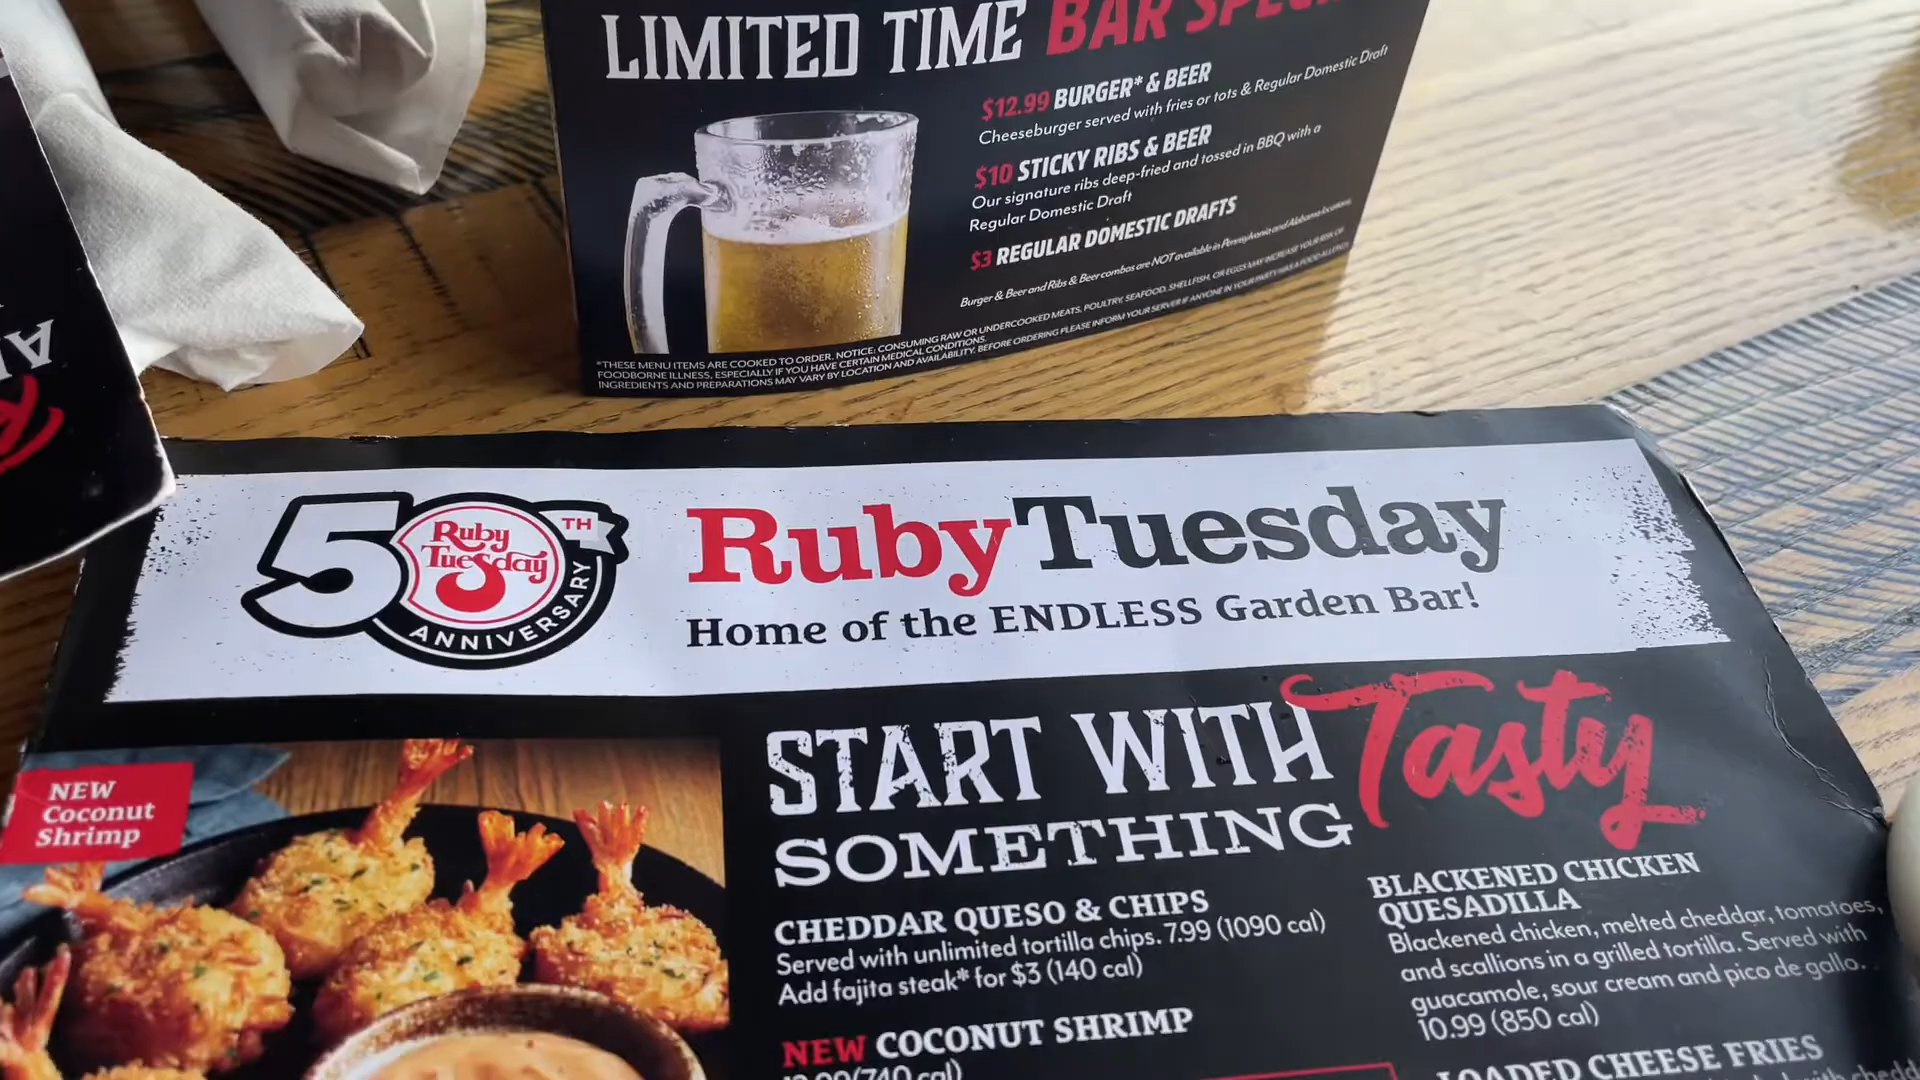 LIMITED TIME BAR
$12.99 BURGER* & BEER
Cheeseburger served with fries or tots & Regular Domestic Draft
$10 STICKY RIBS & BEER
Our signature ribs deep-fried and tossed in BBQ with a
Regular Domestic Draft
$3 REGULAR DOMESTIC DRAFTS
Burger & Beer and Ribs & Beer combos are NOT available in Pennsylvania and Alabama locations.
*THESE MENU ITEMS ARE COOKED TO ORDER. NOTICE: CONSUMING RAW OR UNDERCOOKED MEATS, POULTRY, SEAFOOD, SHELLFISH, OR EGGS MAY INCREASE YOUR RISK OF
FOODBORNE ILLNESS, ESPECIALLY IF YOU HAVE CERTAIN MEDICAL CONDITIONS.
INGREDIENTS AND PREPARATIONS MAY VARY BY LOCATION AND AVAILABILITY. BEFORE ORDERING PLEASE INFORM YOUR SERVER IF ANYONE IN YOUR PARTY HAS A FOOD ALLERGY.
50TH
Ruby
Tuesday
ANNIVERSARY
Ruby Tuesday
Home of the ENDLESS Garden Bar!
START WITH Tasty
SOMETHING
NEW
Coconut
Shrimp
CHEDDAR QUESO & CHIPS
Served with unlimited tortilla chips. 7.99 (1090 cal)
Add fajita steak* for $3 (140 cal)
NEW COCONUT SHRIMP
(740 cal)
BLACKENED CHICKEN
QUESADILLA
Blackened chicken, melted cheddar, tomatoes,
and scallions in a grilled tortilla. Served with
guacamole, sour cream and pico de gallo.
10.99 (850 cal)
LOADED CHEESE FRIES